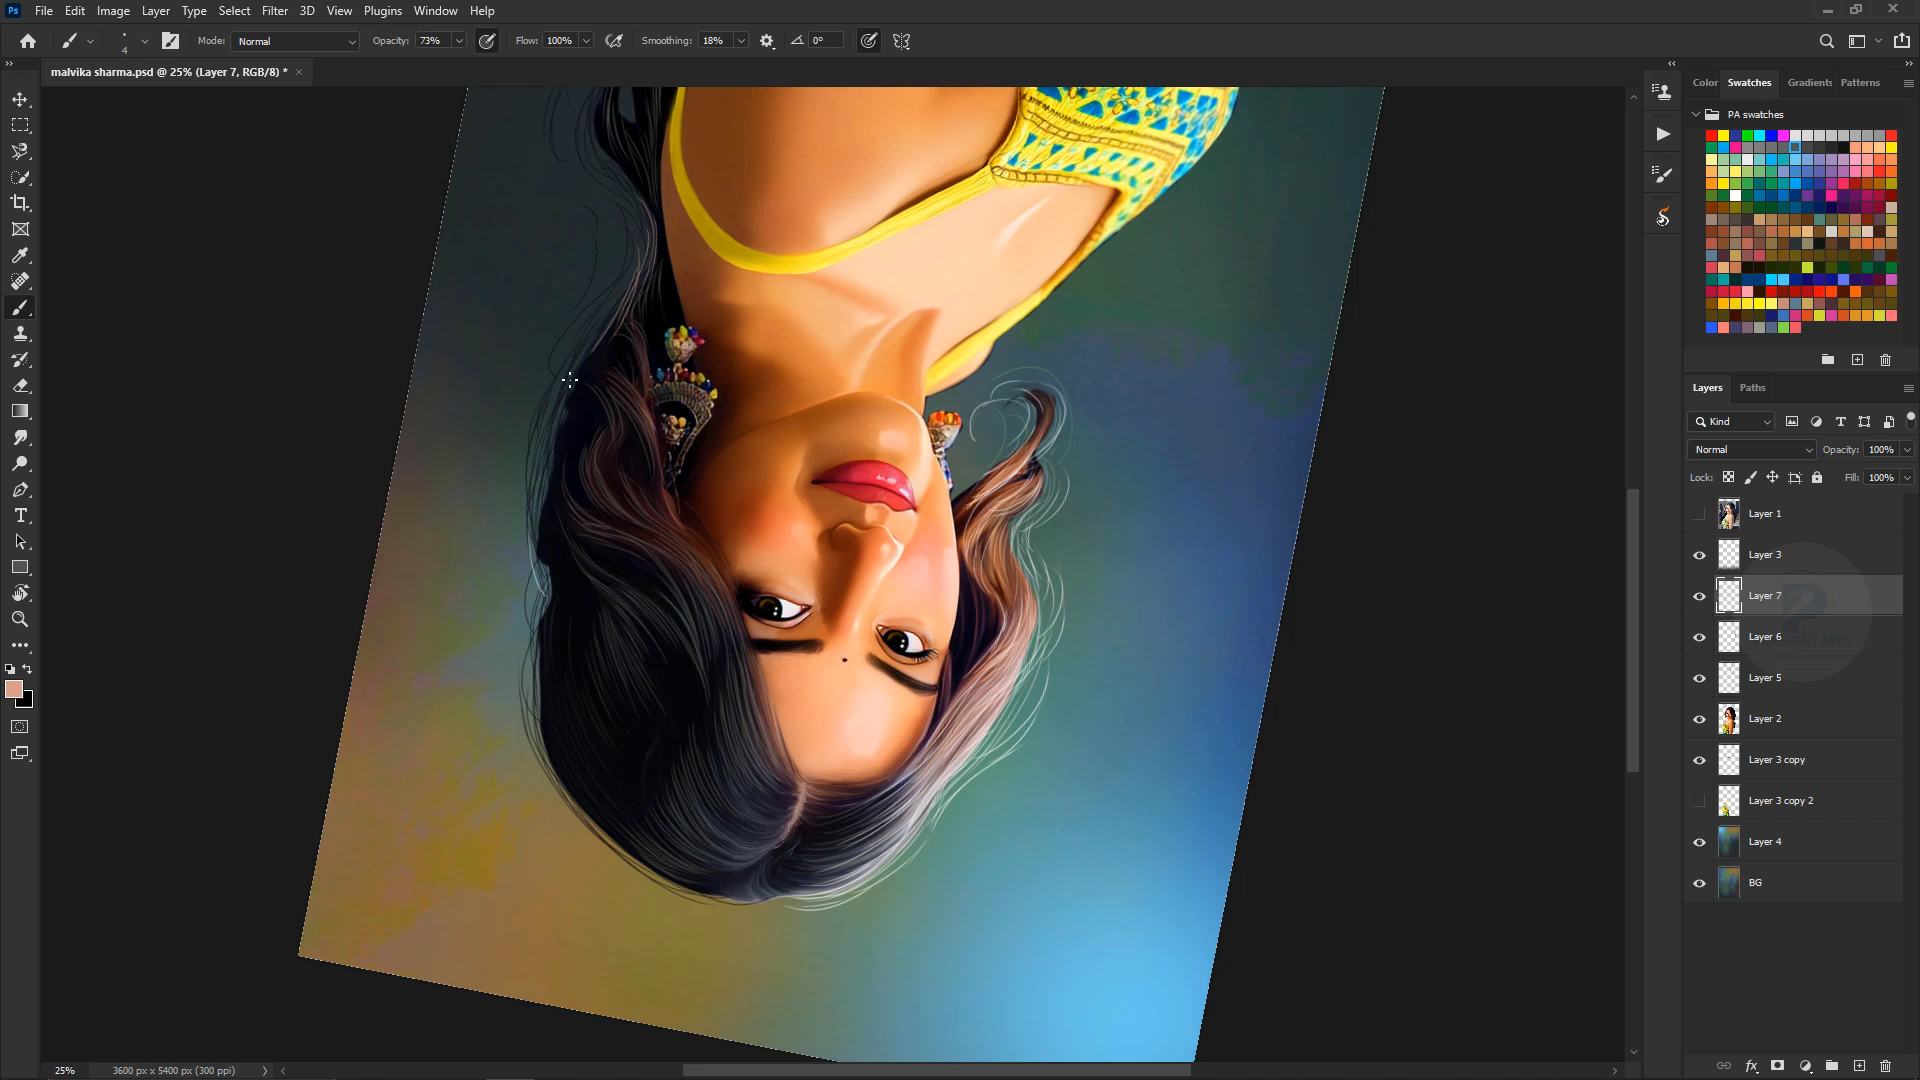 Ps File Edit Image Layer Type Select Filter 3D View Plugins Window Help
4 Mode: Normal Opacity: 73% Flow: 100% Smoothing: 18% 0°
malvika sharma.psd @ 25% (Layer 7, RGB/8) *
Color Swatches Gradients Patterns
PA swatches
Layers Paths
Kind
Normal Opacity: 100%
Lock: Fill: 100%
Layer 1
Layer 3
Layer 7
Layer 6
Layer 5
Layer 2
Layer 3 copy
Layer 3 copy 2
Layer 4
BG
25% 3600 px x 5400 px (300 ppi)